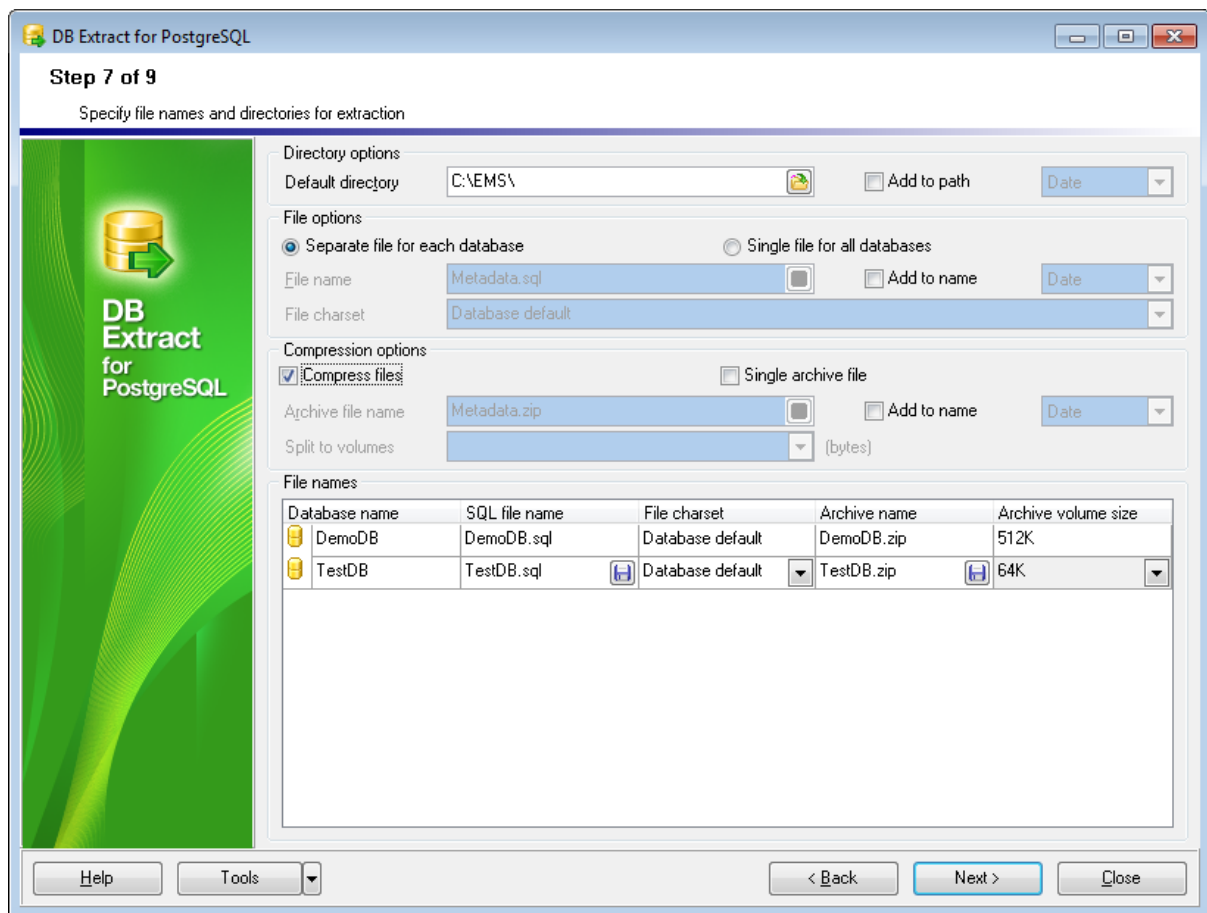 DB Extract for PostgreSQL
Step 7 of 9
Specify file names and directories for extraction
DB
Extract
for
PostgreSQL
Directory options
Default directory C:\EMS\ Add to path Date
File options
Separate file for each database Single file for all databases
File name Metadata.sql Add to name Date
File charset Database default
Compression options
Compress files Single archive file
Archive file name Metadata.zip Add to name Date
Split to volumes (bytes)
File names
Database name SQL file name File charset Archive name Archive volume size
DemoDB DemoDB.sql Database default DemoDB.zip 512K
TestDB TestDB.sql Database default TestDB.zip 64K
Help Tools < Back Next > Close